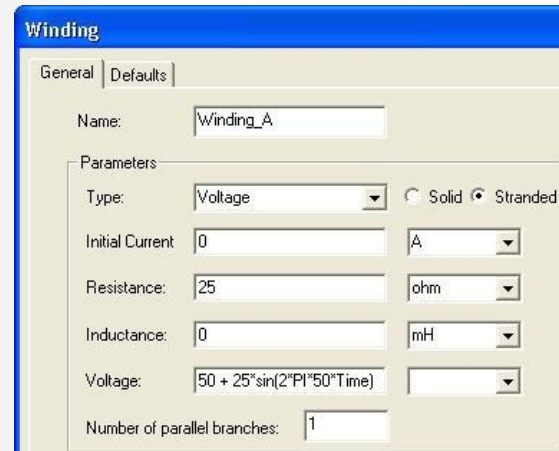 Winding
General Defaults
Name: Winding_A
Parameters
Type: Voltage Solid Stranded
Initial Current 0 A
Resistance: 25 ohm
Inductance: 0 mH
Voltage: 50 + 25*sin(2*PI*50*Time)
Number of parallel branches: 1